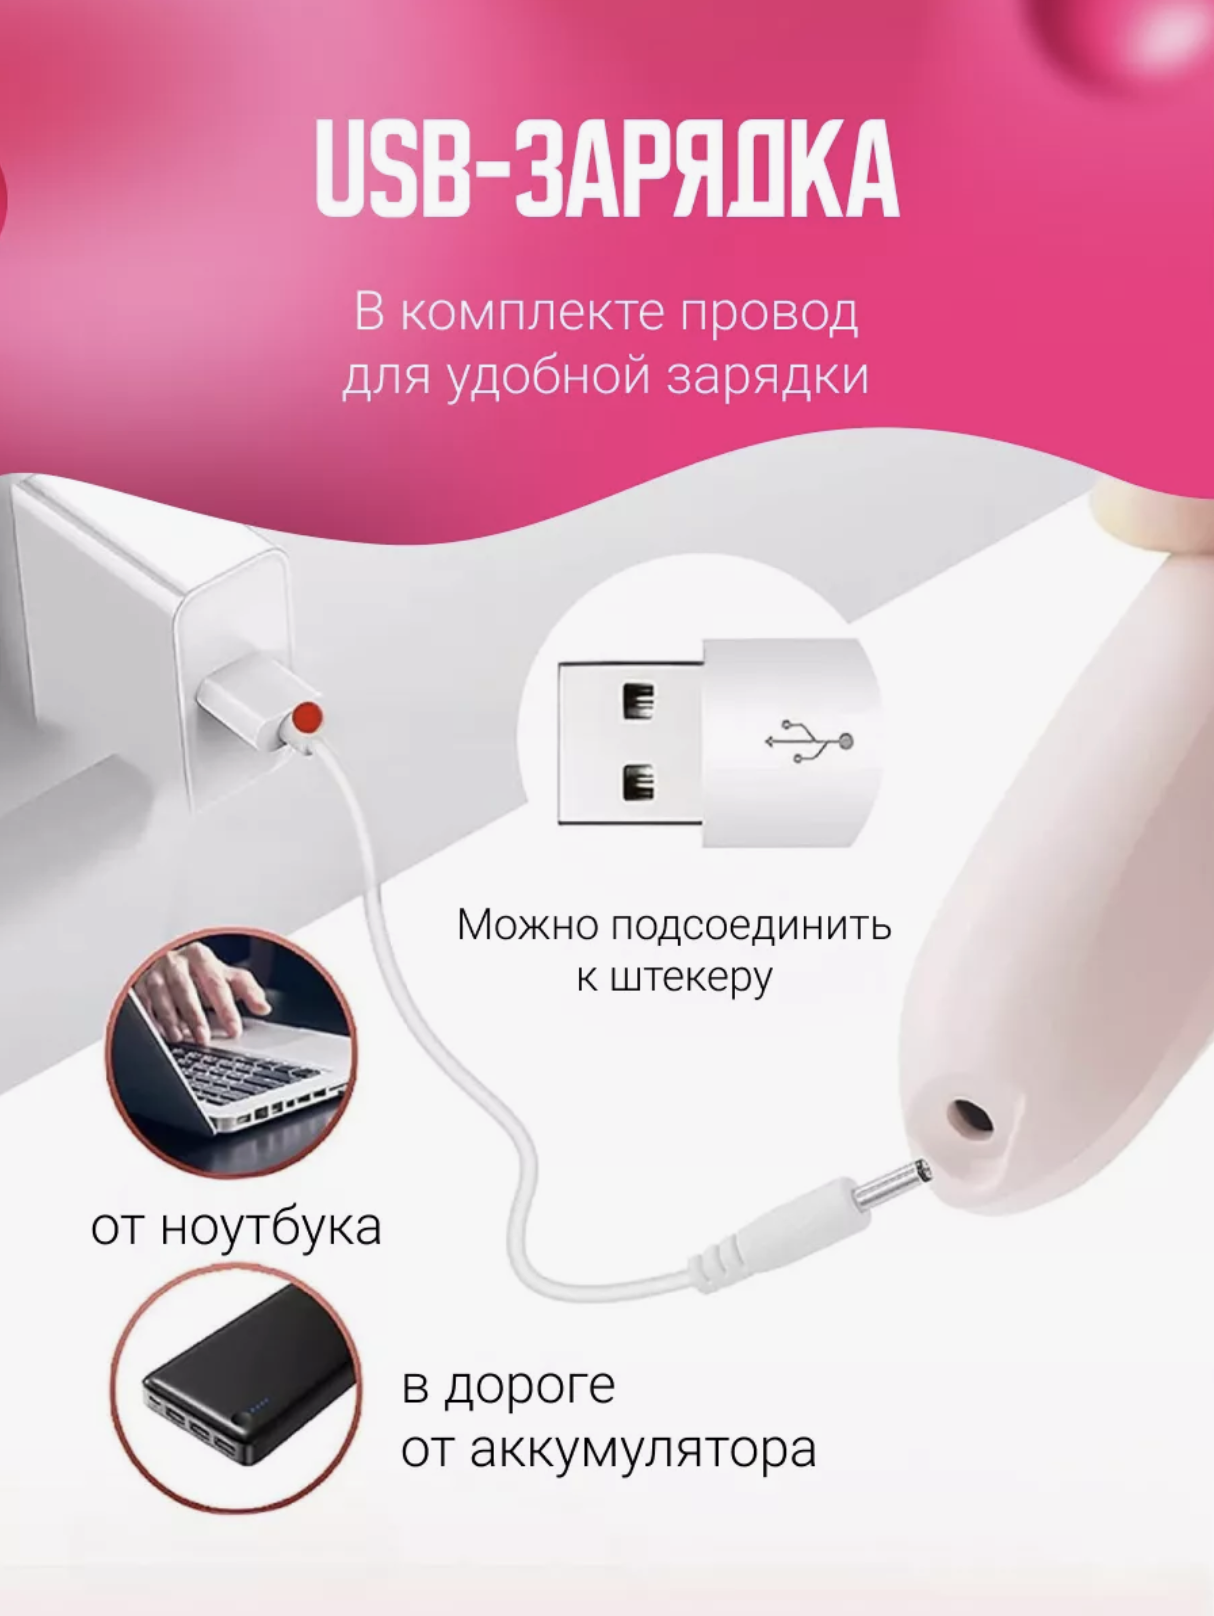 USB-ЗАРЯДКА
В комплекте провод
для удобной зарядки
Можно подсоединить
к штекеру
от ноутбука
в дороге
от аккумулятора